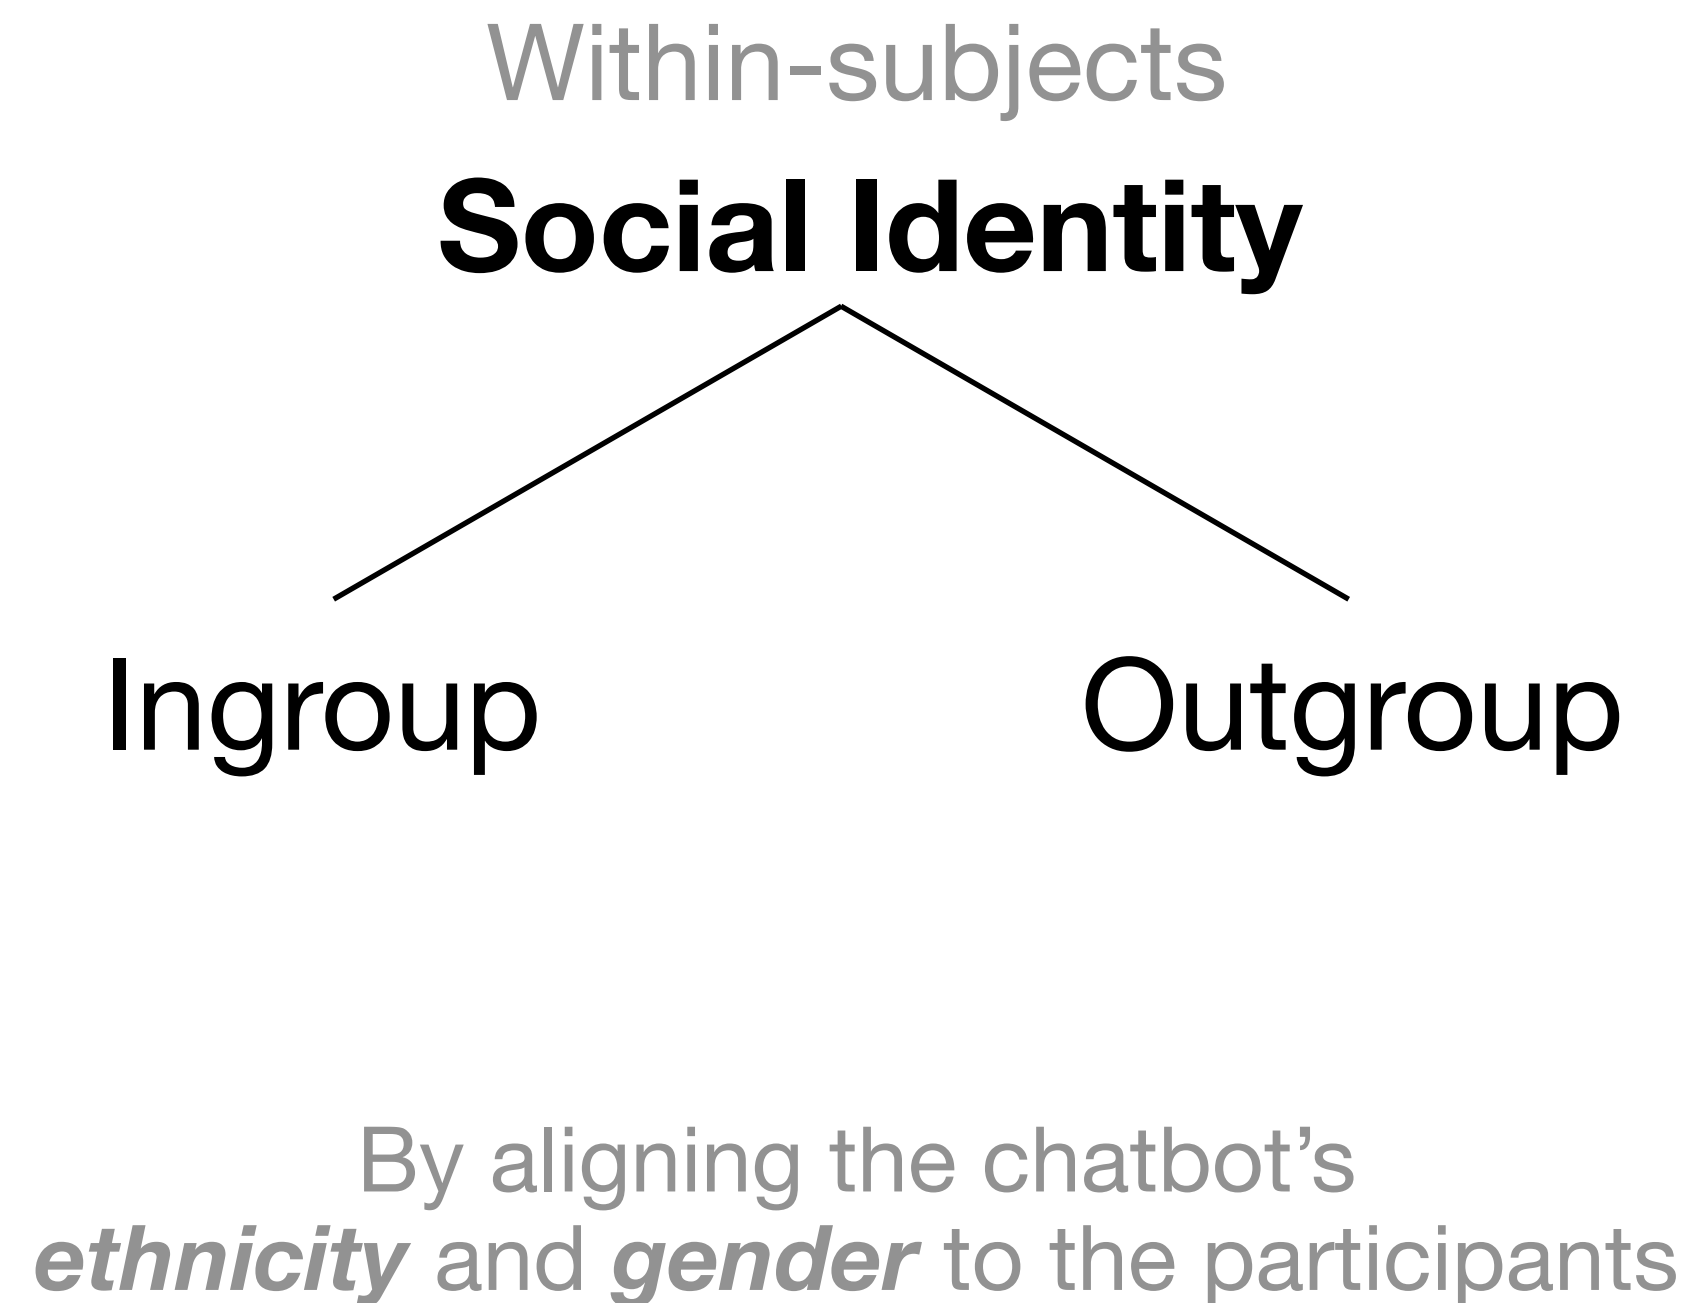 Within-subjects
Social Identity
Ingroup
Outgroup
By aligning the chatbot’s
ethnicity and gender to the participants